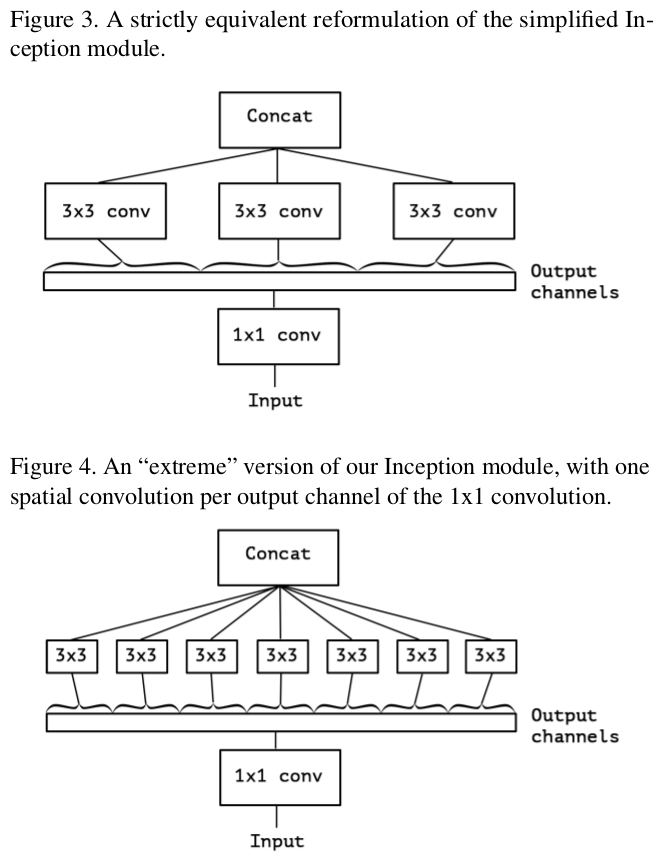 Figure 3. A strictly equivalent reformulation of the simplified In-
ception module.
Concat
3x3 conv 3x3 conv 3x3 conv
Output
channels
1x1 conv
Input
Figure 4. An “extreme” version of our Inception module, with one
spatial convolution per output channel of the 1x1 convolution.
Concat
3x3 3x3 3x3 3x3 3x3 3x3 3x3
Output
channels
1x1 conv
Input